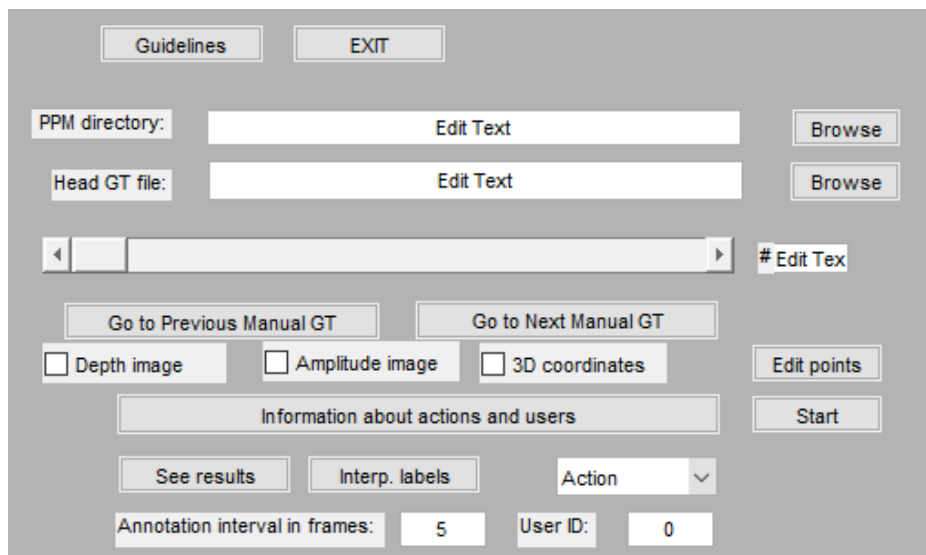 Guidelines EXIT
PPM directory: Edit Text Browse
Head GT file: Edit Text Browse
# Edit Tex
Go to Previous Manual GT Go to Next Manual GT
Depth image Amplitude image 3D coordinates Edit points
Information about actions and users Start
See results Interp. labels Action
Annotation interval in frames: 5 User ID: 0